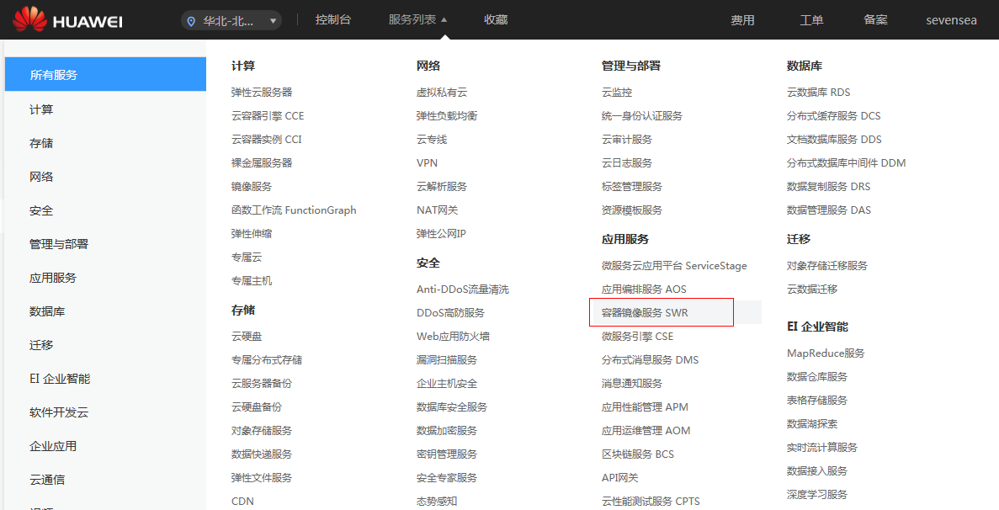 HUAWEI
华北-北...
控制台
服务列表
收藏
费用
工单
备案
sevensea
所有服务
计算
存储
网络
安全
管理与部署
应用服务
数据库
迁移
EI 企业智能
软件开发云
企业应用
云通信
计算
弹性云服务器
云容器引擎 CCE
云容器实例 CCI
裸金属服务器
镜像服务
函数工作流 FunctionGraph
弹性伸缩
专属云
专属主机
存储
云硬盘
专属分布式存储
云服务器备份
云硬盘备份
对象存储服务
数据快递服务
弹性文件服务
CDN
网络
虚拟私有云
弹性负载均衡
云专线
VPN
云解析服务
NAT网关
弹性公网IP
安全
Anti-DDoS流量清洗
DDoS高防服务
Web应用防火墙
漏洞扫描服务
企业主机安全
数据库安全服务
数据加密服务
密钥管理服务
安全专家服务
态势感知
管理与部署
云监控
统一身份认证服务
云审计服务
云日志服务
标签管理服务
资源模板服务
应用服务
微服务云应用平台 ServiceStage
应用编排服务 AOS
容器镜像服务 SWR
微服务引擎 CSE
分布式消息服务 DMS
消息通知服务
应用性能管理 APM
应用运维管理 AOM
区块链服务 BCS
API网关
云性能测试服务 CPTS
数据库
云数据库 RDS
分布式缓存服务 DCS
文档数据库服务 DDS
分布式数据库中间件 DDM
数据复制服务 DRS
数据管理服务 DAS
迁移
对象存储迁移服务
云数据迁移
EI 企业智能
MapReduce服务
数据仓库服务
表格存储服务
数据湖探索
实时流计算服务
数据接入服务
深度学习服务